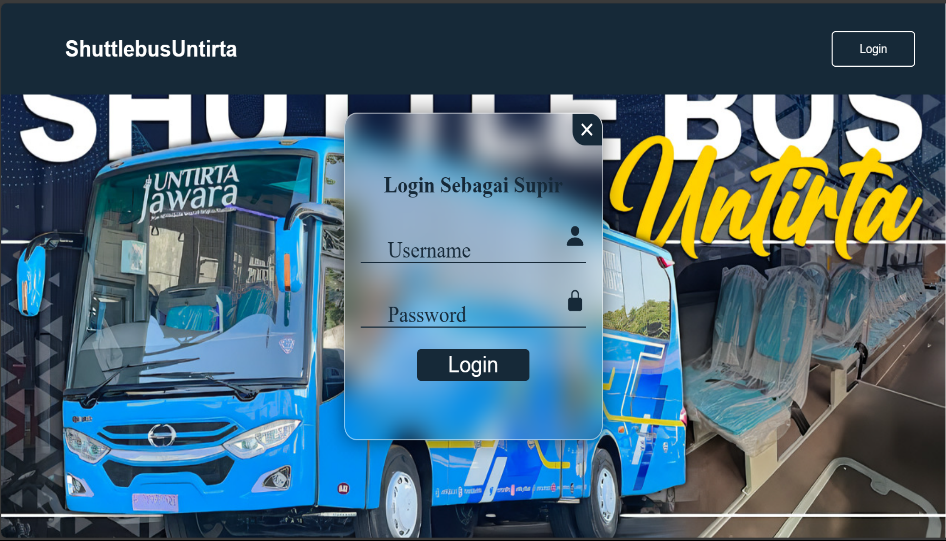 ShuttlebusUntirta
Login
SHUTTLE BUS
Untirta
UNTIRTA
Jawara
Login Sebagai Supir
Username
Password
Login